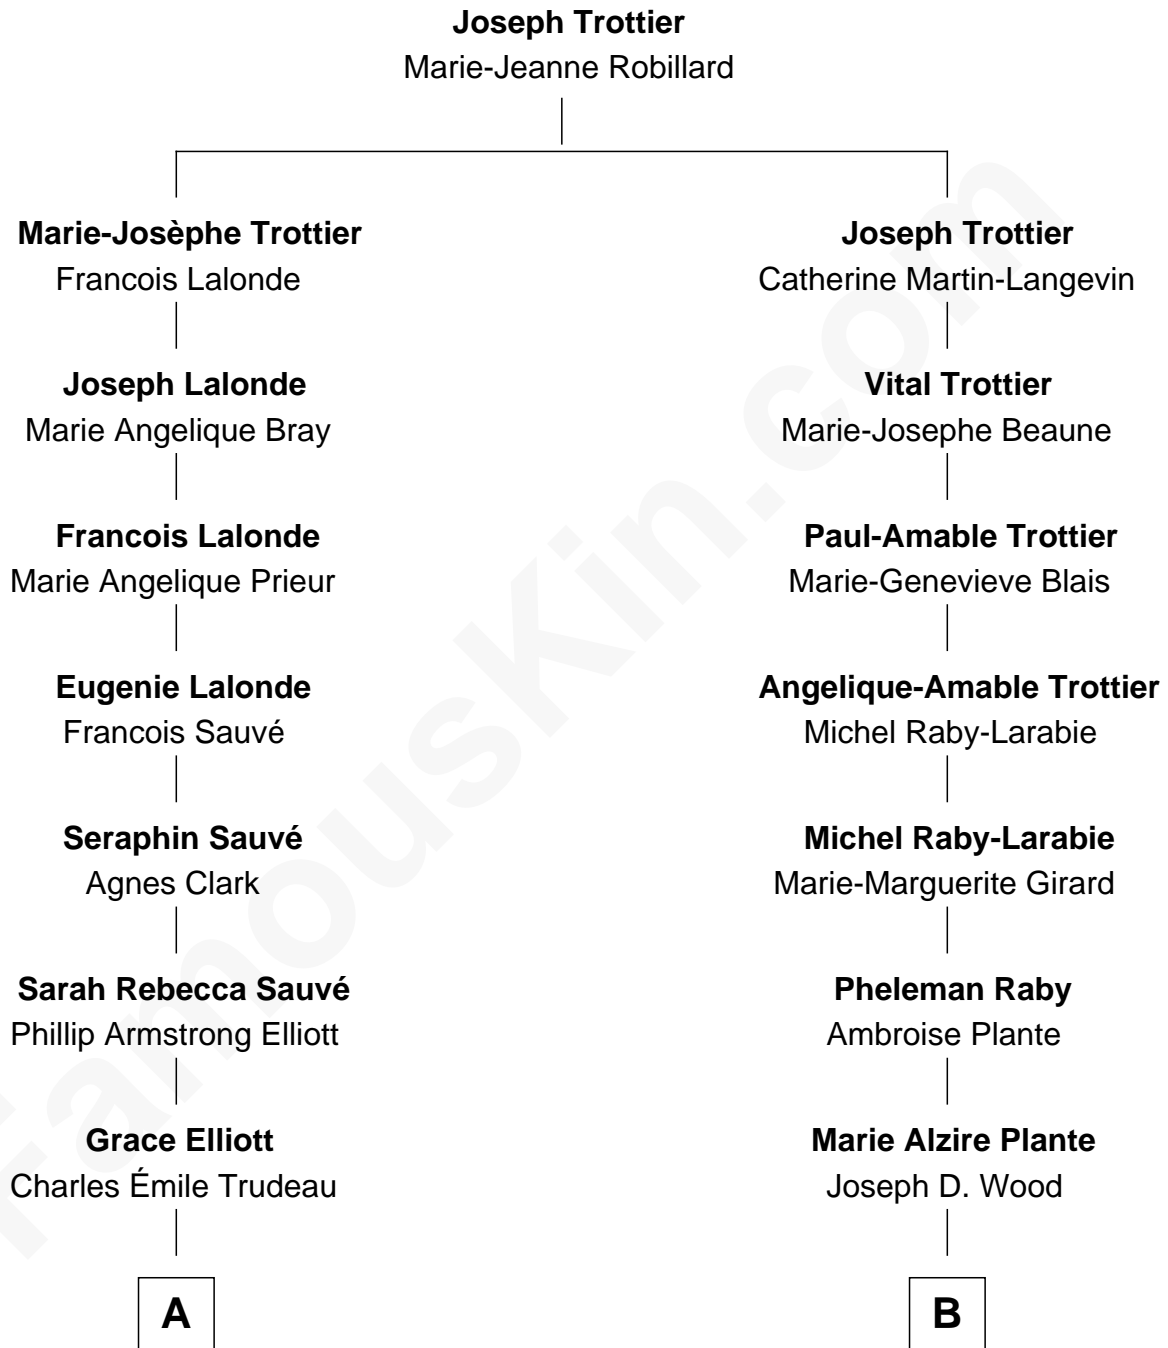 Joseph Trottier
Marie-Jeanne Robillard
Marie-Josèphe Trottier
Francois Lalonde
Joseph Trottier
Catherine Martin-Langevin
Joseph Lalonde
Marie Angelique Bray
Vital Trottier
Marie-Josephe Beaune
Francois Lalonde
Marie Angelique Prieur
Paul-Amable Trottier
Marie-Genevieve Blais
Eugenie Lalonde
Francois Sauvé
Angelique-Amable Trottier
Michel Raby-Larabie
Seraphin Sauvé
Agnes Clark
Michel Raby-Larabie
Marie-Marguerite Girard
Sarah Rebecca Sauvé
Phillip Armstrong Elliott
Pheleman Raby
Ambroise Plante
Grace Elliott
Charles Émile Trudeau
Marie Alzire Plante
Joseph D. Wood
A
B
FamousKin.com